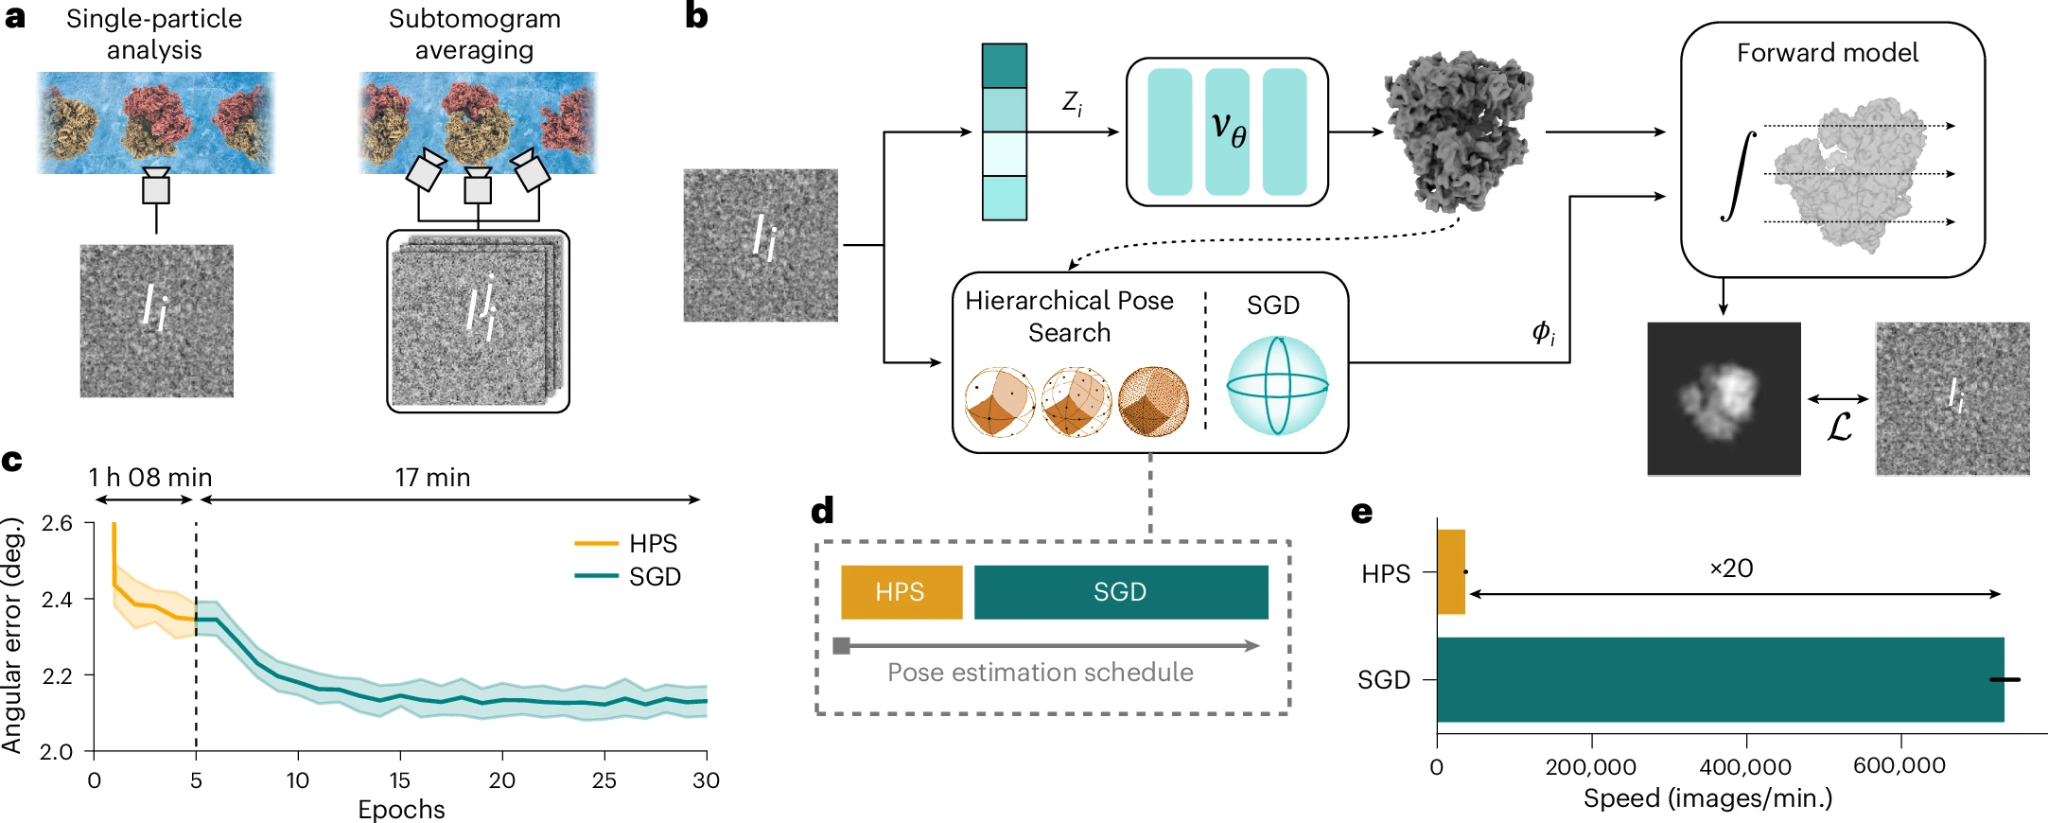 a
Single-particle
analysis
Subtomogram
averaging
I_i
I_i^j
b
I_i
Z_i
ν_θ
Hierarchical Pose
Search
SGD
ϕ_i
Forward model
∫
ℒ
I_i
c
1 h 08 min
17 min
Angular error (deg.)
2.6
2.4
2.2
2.0
HPS
SGD
0 5 10 15 20 25 30
Epochs
d
HPS SGD
Pose estimation schedule
e
HPS
×20
SGD
0 200,000 400,000 600,000
Speed (images/min.)